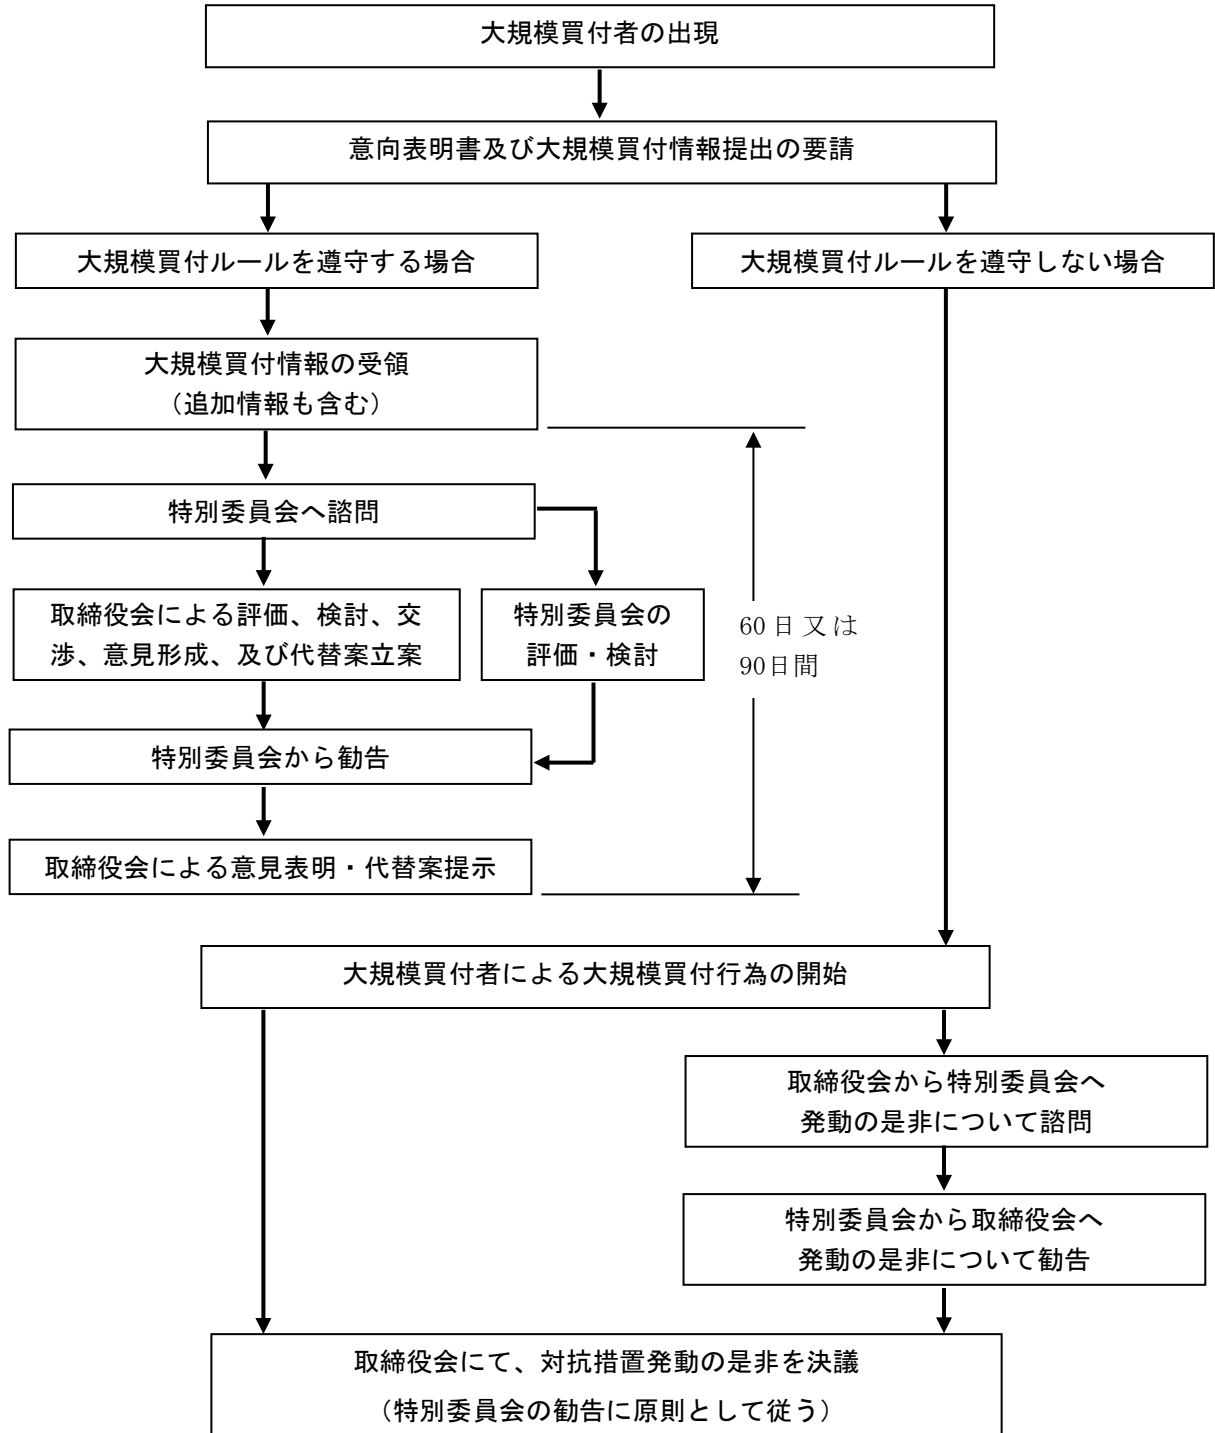 大規模買付者の出現
意向表明書及び大規模買付情報提出の要請
大規模買付ルールを遵守する場合
大規模買付ルールを遵守しない場合
大規模買付情報の受領
（追加情報も含む）
特別委員会へ諮問
取締役会による評価、検討、交
渉、意見形成、及び代替案立案
特別委員会の
評価・検討
60日又は
90日間
特別委員会から勧告
取締役会による意見表明・代替案提示
大規模買付者による大規模買付行為の開始
取締役会から特別委員会へ
発動の是非について諮問
特別委員会から取締役会へ
発動の是非について勧告
取締役会にて、対抗措置発動の是非を決議
（特別委員会の勧告に原則として従う）